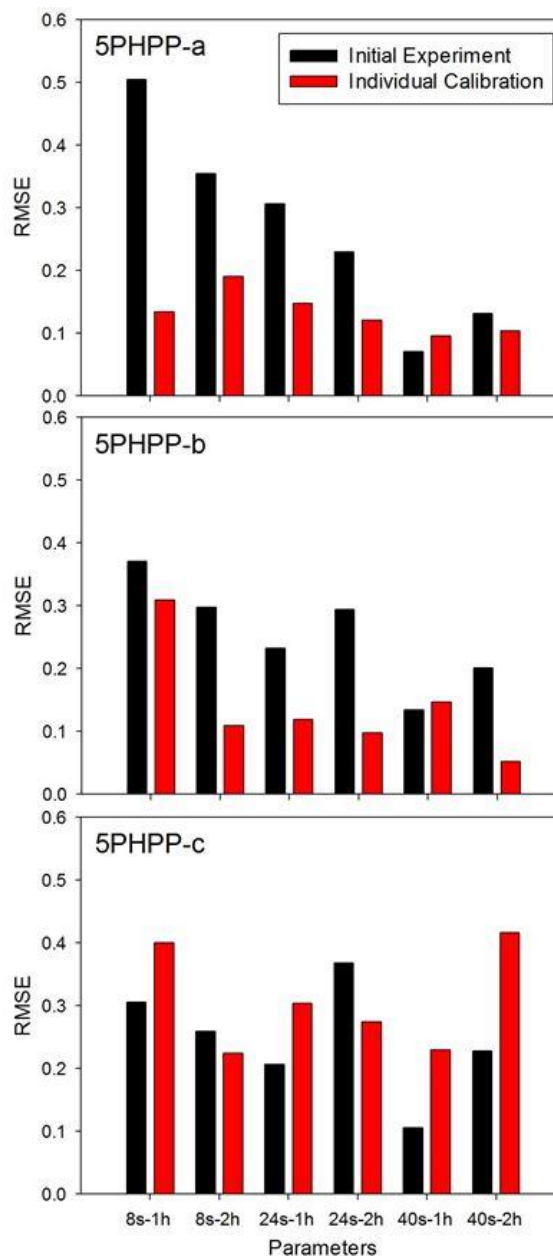 5PHPP-a
Initial Experiment
Individual Calibration
RMSE
0.6
0.5
0.4
0.3
0.2
0.1
0.0
5PHPP-b
RMSE
0.6
0.5
0.4
0.3
0.2
0.1
0.0
5PHPP-c
RMSE
0.6
0.5
0.4
0.3
0.2
0.1
0.0
8s-1h 8s-2h 24s-1h 24s-2h 40s-1h 40s-2h
Parameters